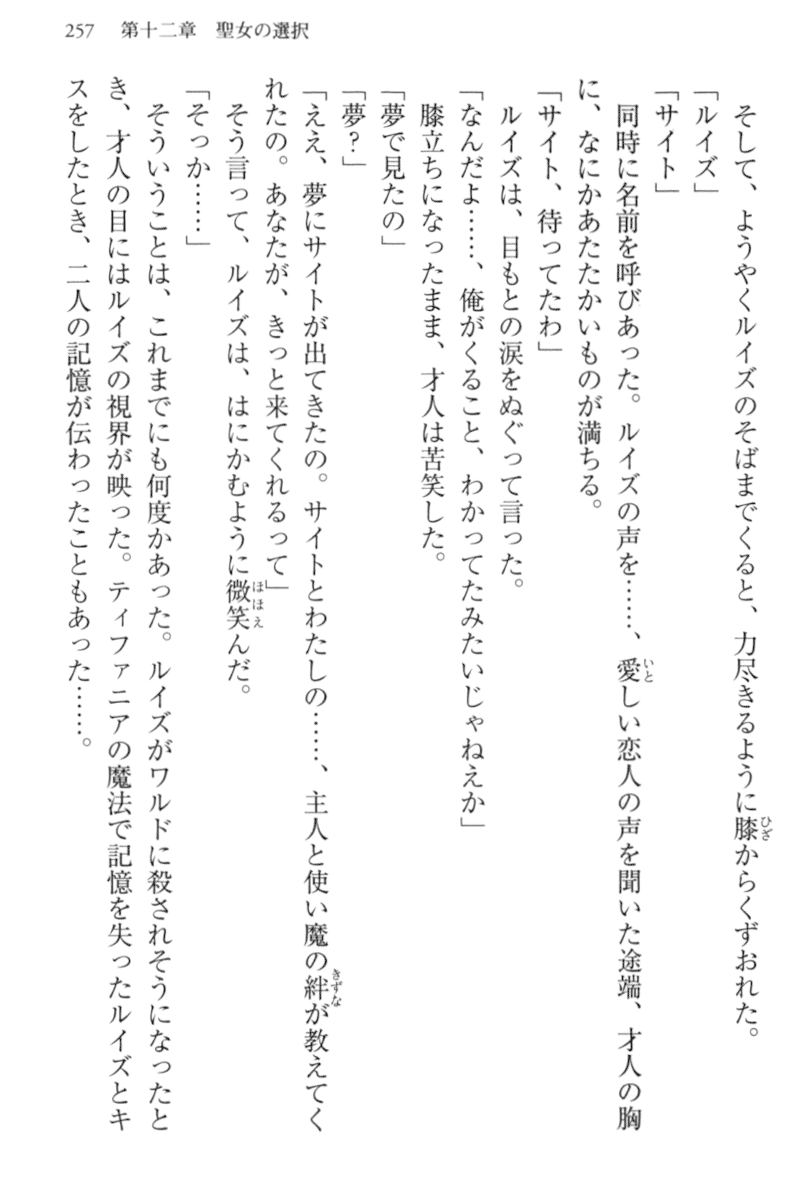 257　第十二章　聖女の選択
　そして、ようやくルイズのそばまでくると、力尽きるように膝からくずおれた。
「ルイズ」
「サイト」
　同時に名前を呼びあった。ルイズの声を……、愛しい恋人の声を聞いた途端、才人の胸
に、なにかあたたかいものが満ちる。
「サイト、待ってたわ」
　ルイズは、目もとの涙をぬぐって言った。
「なんだよ……、俺がくること、わかってたみたいじゃねえか」
　膝立ちになったまま、才人は苦笑した。
「夢で見たの」
「夢？」
「ええ、夢にサイトが出てきたの。サイトとわたしの……、主人と使い魔の絆が教えてく
れたの。あなたが、きっと来てくれるって」
　そう言って、ルイズは、はにかむように微笑んだ。
「そっか……」
　そういうことは、これまでにも何度かあった。ルイズがワルドに殺されそうになったと
き、才人の目にはルイズの視界が映った。ティファニアの魔法で記憶を失ったルイズとキ
スをしたとき、二人の記憶が伝わったこともあった……。